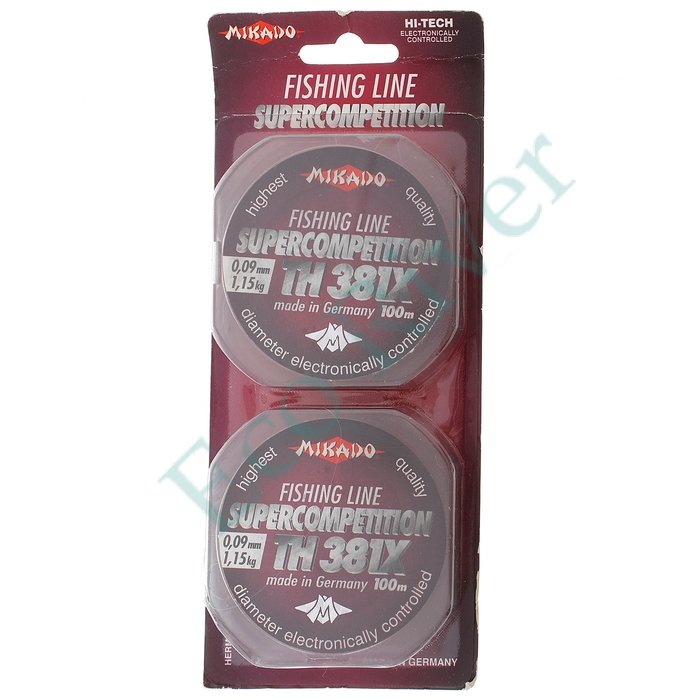 MIKADO
HI-TECH
ELECTRONICALLY
CONTROLLED
FISHING LINE
SUPERCOMPETITION
MIKADO
highest quality
FISHING LINE
SUPERCOMPETITION
0,09mm
1,15kg
TH 381X
made in Germany 100m
diameter electronically controlled
MIKADO
highest quality
FISHING LINE
SUPERCOMPETITION
0,09mm
1,15kg
TH 381X
made in Germany 100m
diameter electronically controlled
GERMANY